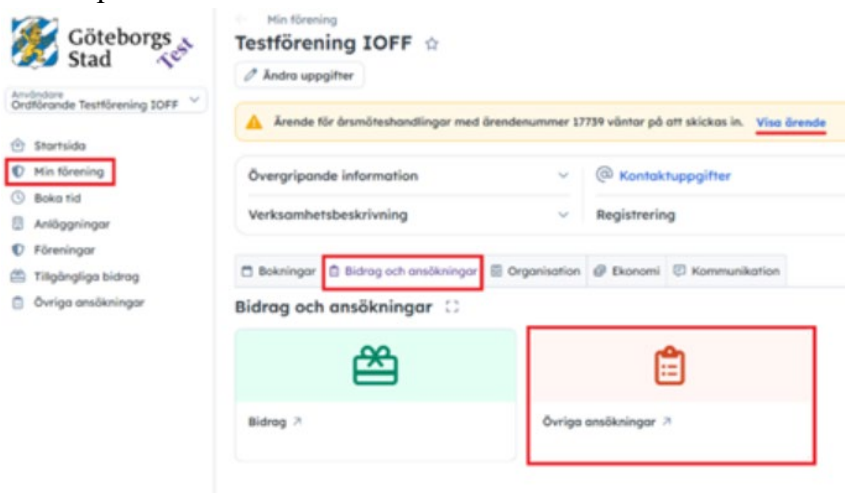 Göteborgs
Stad
Test
Användare
Ordförande Testförening IOFF
Startsida
Min förening
Boka tid
Anläggningar
Föreningar
Tillgängliga bidrag
Övriga ansökningar
Min förening
Testförening IOFF
Ändra uppgifter
Ärende för årsmöteshandlingar med ärendenummer 17739 väntar på att skickas in. Visa ärende
Övergripande information
Kontaktuppgifter
Verksamhetsbeskrivning
Registrering
Bokningar Bidrag och ansökningar Organisation Ekonomi Kommunikation
Bidrag och ansökningar
Bidrag
Övriga ansökningar